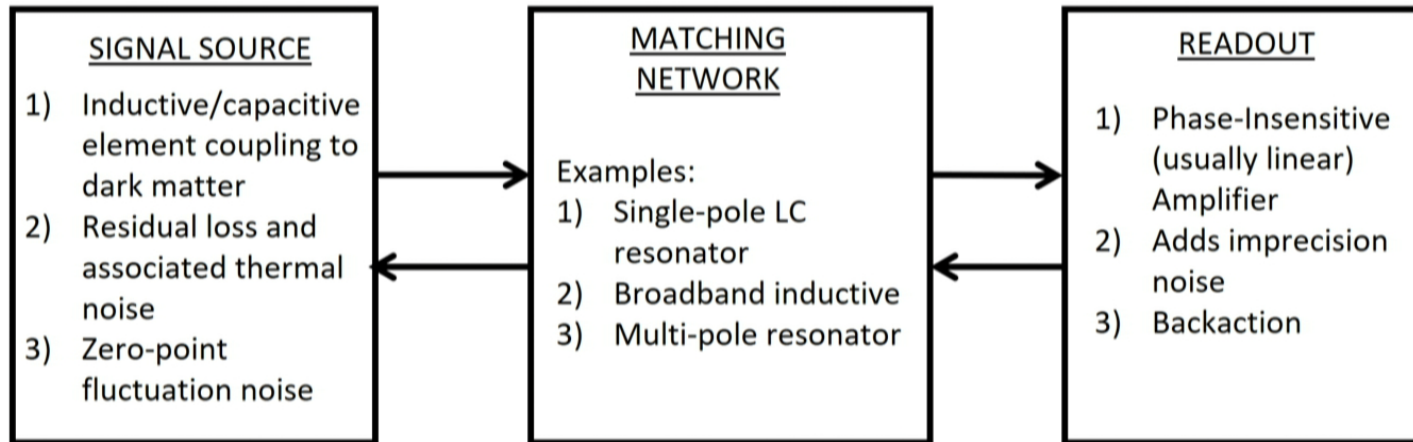 SIGNAL SOURCE
1) Inductive/capacitive
element coupling to
dark matter
2) Residual loss and
associated thermal
noise
3) Zero-point
fluctuation noise
MATCHING
NETWORK
Examples:
1) Single-pole LC
resonator
2) Broadband inductive
3) Multi-pole resonator
READOUT
1) Phase-Insensitive
(usually linear)
Amplifier
2) Adds imprecision
noise
3) Backaction